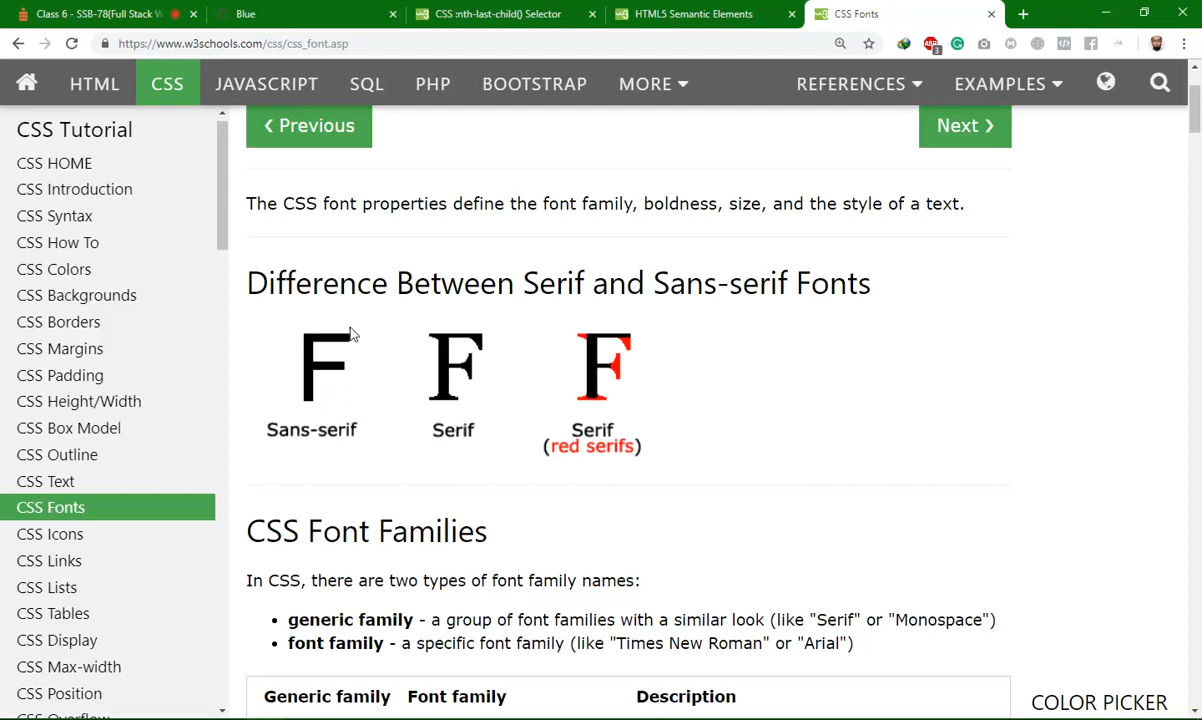 Class 6 - SSB-78(Full Stack W
Blue
CSS :nth-last-child() Selector
HTML5 Semantic Elements
CSS Fonts
https://www.w3schools.com/css/css_font.asp
3
HTML
CSS
JAVASCRIPT
SQL
PHP
BOOTSTRAP
MORE
REFERENCES
EXAMPLES
CSS Tutorial
CSS HOME
CSS Introduction
CSS Syntax
CSS How To
CSS Colors
CSS Backgrounds
CSS Borders
CSS Margins
CSS Padding
CSS Height/Width
CSS Box Model
CSS Outline
CSS Text
CSS Fonts
CSS Icons
CSS Links
CSS Lists
CSS Tables
CSS Display
CSS Max-width
CSS Position
CSS Overflow
❮ Previous
Next ❯
The CSS font properties define the font family, boldness, size, and the style of a text.
Difference Between Serif and Sans-serif Fonts
F F F
Sans-serif Serif Serif
(red serifs)
CSS Font Families
In CSS, there are two types of font family names:
• generic family - a group of font families with a similar look (like "Serif" or "Monospace")
• font family - a specific font family (like "Times New Roman" or "Arial")
Generic family Font family Description
COLOR PICKER